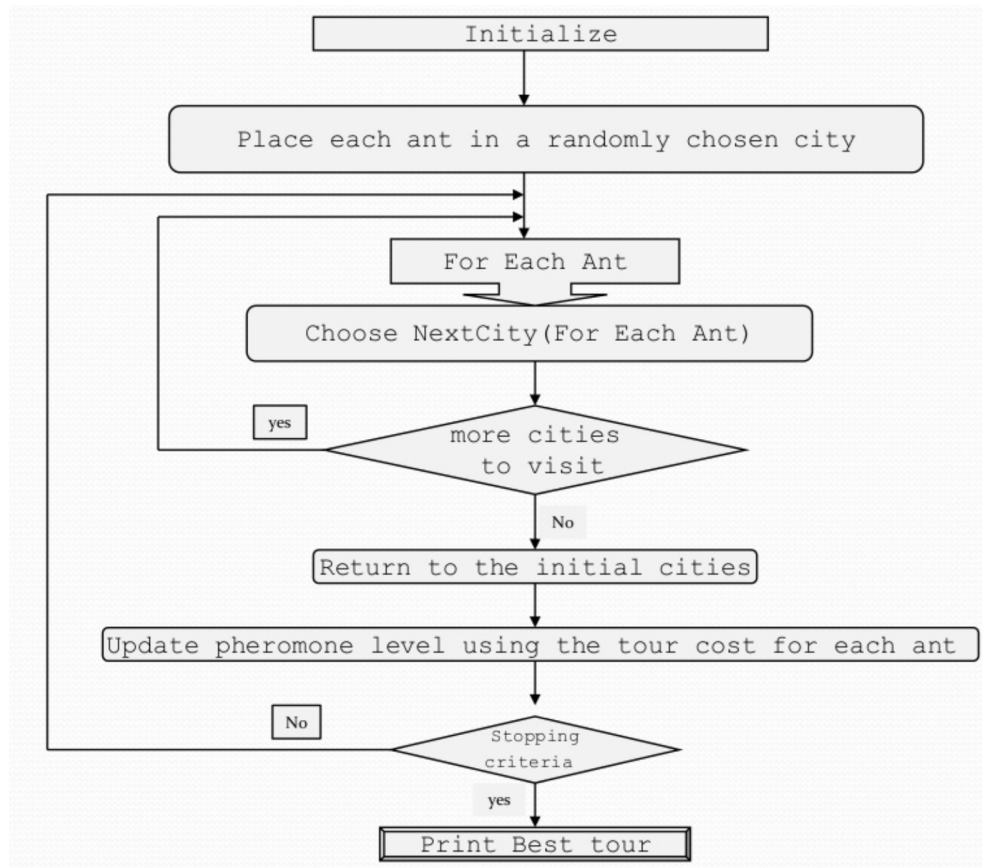 Initialize
Place each ant in a randomly chosen city
For Each Ant
Choose NextCity(For Each Ant)
yes
more cities
to visit
No
Return to the initial cities
Update pheromone level using the tour cost for each ant
No
Stopping
criteria
yes
Print Best tour